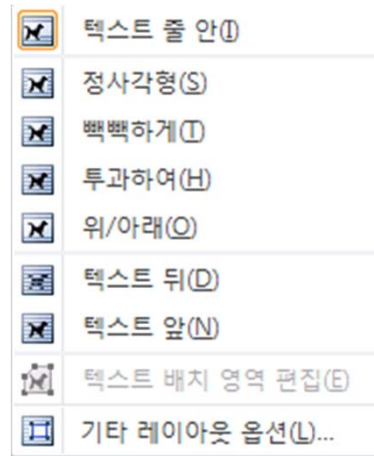 텍스트 줄 안(I)
정사각형(S)
빽빽하게(T)
투과하여(H)
위/아래(O)
텍스트 뒤(D)
텍스트 앞(N)
텍스트 배치 영역 편집(E)
기타 레이아웃 옵션(L)...